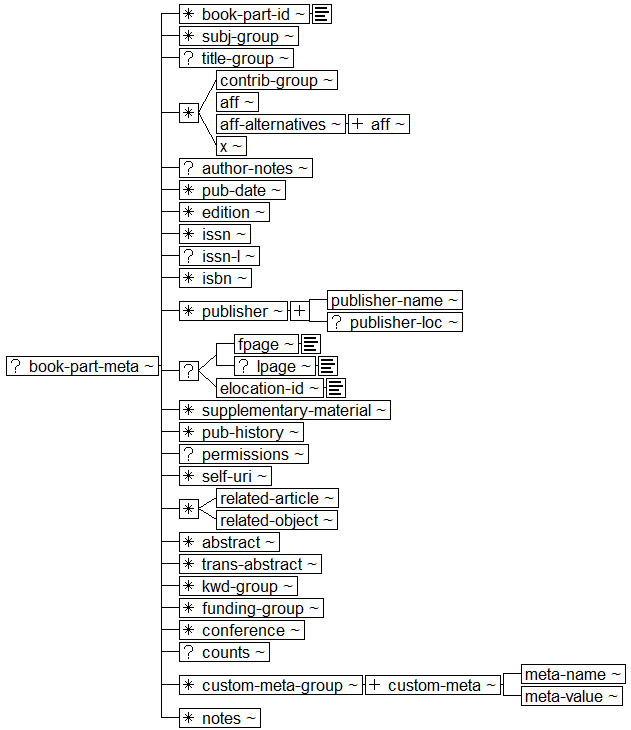 * book-part-id ~
* subj-group ~
? title-group ~
contrib-group ~
aff ~
*
aff-alternatives ~ + aff ~
x ~
? author-notes ~
* pub-date ~
* edition ~
* issn ~
? issn-l ~
* isbn ~
publisher-name ~
* publisher ~ +
? publisher-loc ~
fpage ~
? book-part-meta ~ ? ? lpage ~
elocation-id ~
* supplementary-material ~
* pub-history ~
? permissions ~
* self-uri ~
related-article ~
*
related-object ~
* abstract ~
* trans-abstract ~
* kwd-group ~
* funding-group ~
* conference ~
? counts ~
meta-name ~
* custom-meta-group ~ + custom-meta ~
meta-value ~
* notes ~